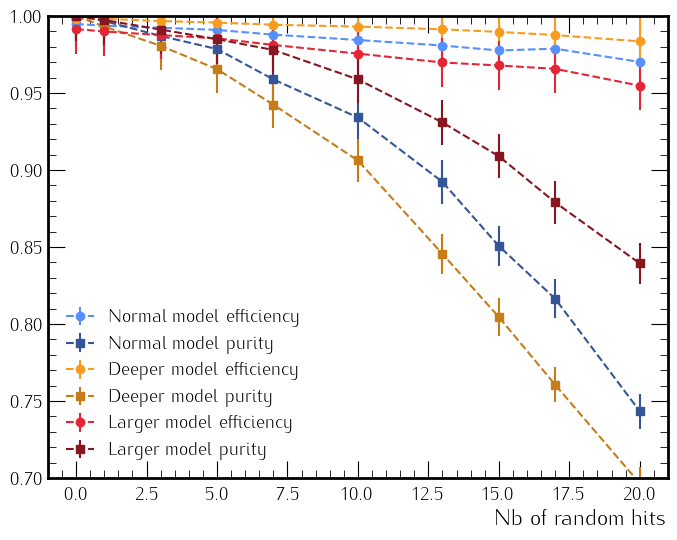 1.00
0.95
0.90
0.85
0.80
0.75
0.70
Normal model efficiency
Normal model purity
Deeper model efficiency
Deeper model purity
Larger model efficiency
Larger model purity
0.0 2.5 5.0 7.5 10.0 12.5 15.0 17.5 20.0
Nb of random hits